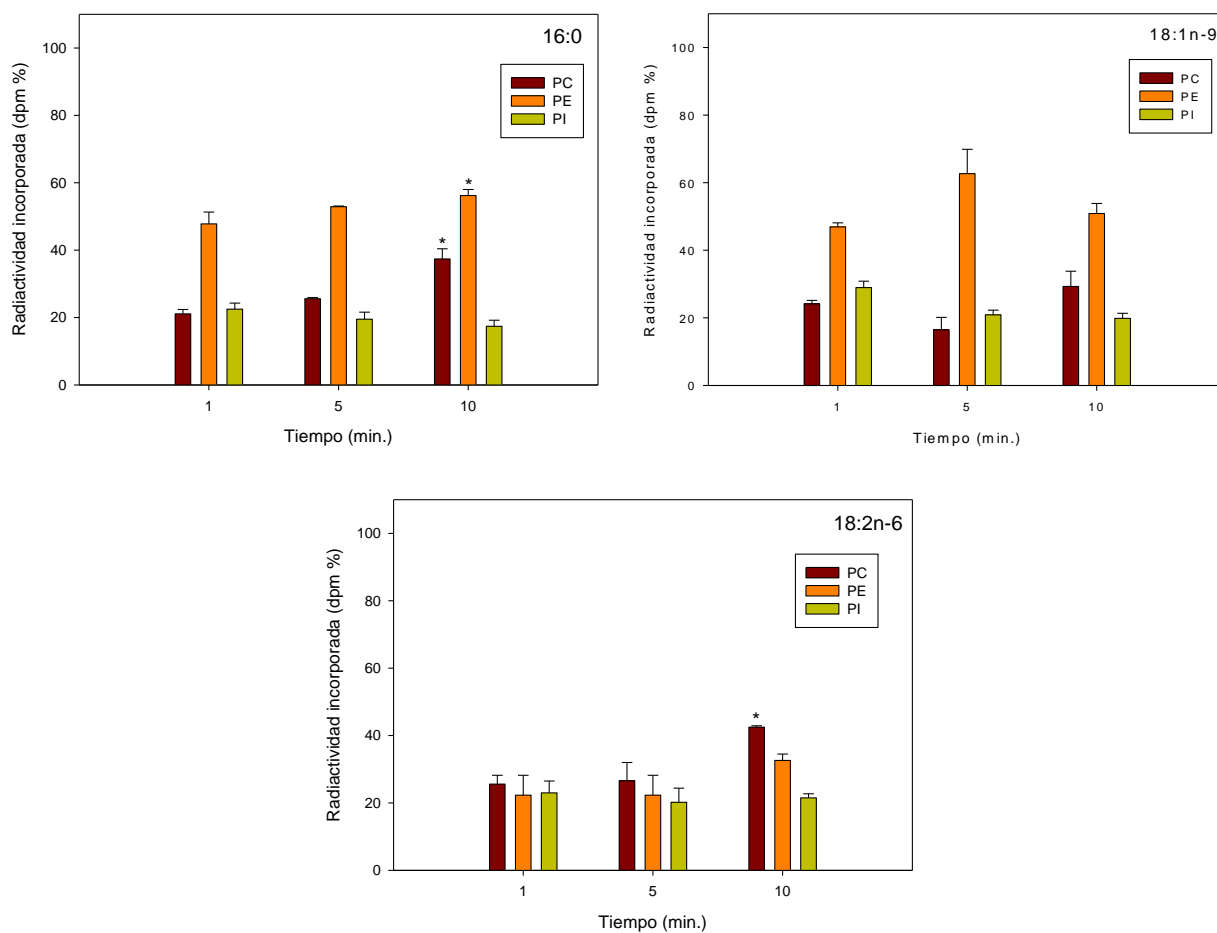 16:0
PC
PE
PI
Radiactividad incorporada (dpm %)
100
80
60
40
20
0
*
*
1 5 10
Tiempo (min.)
18:1n-9
PC
PE
PI
Radiactividad incorporada (dpm %)
100
80
60
40
20
0
1 5 10
Tiempo (min.)
18:2n-6
PC
PE
PI
Radiactividad incorporada (dpm %)
100
80
60
40
20
0
*
1 5 10
Tiempo (min.)